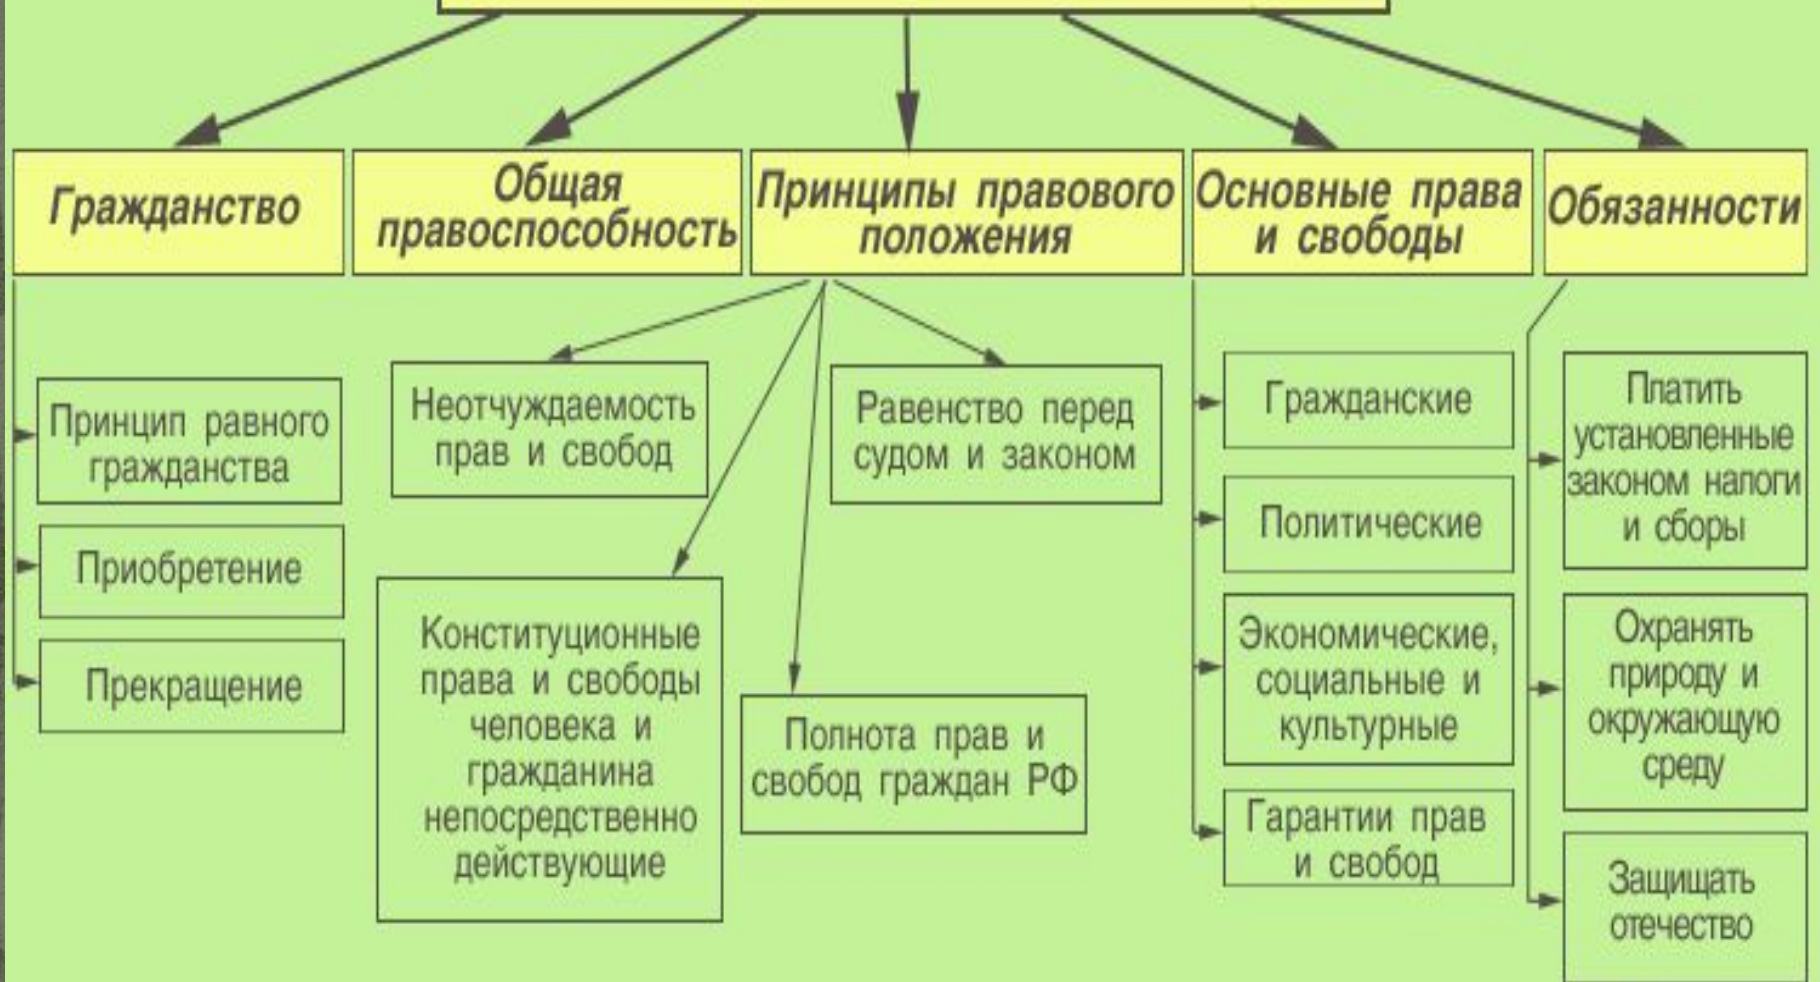 Гражданство
Общая
правоспособность
Принципы правового
положения
Основные права
и свободы
Обязанности
Принцип равного
гражданства
Приобретение
Прекращение
Неотчуждаемость
прав и свобод
Равенство перед
судом и законом
Конституционные
права и свободы
человека и
гражданина
непосредственно
действующие
Полнота прав и
свобод граждан РФ
Гражданские
Политические
Экономические,
социальные и
культурные
Гарантии прав
и свобод
Платить
установленные
законом налоги
и сборы
Охранять
природу и
окружающую
среду
Защищать
отечество